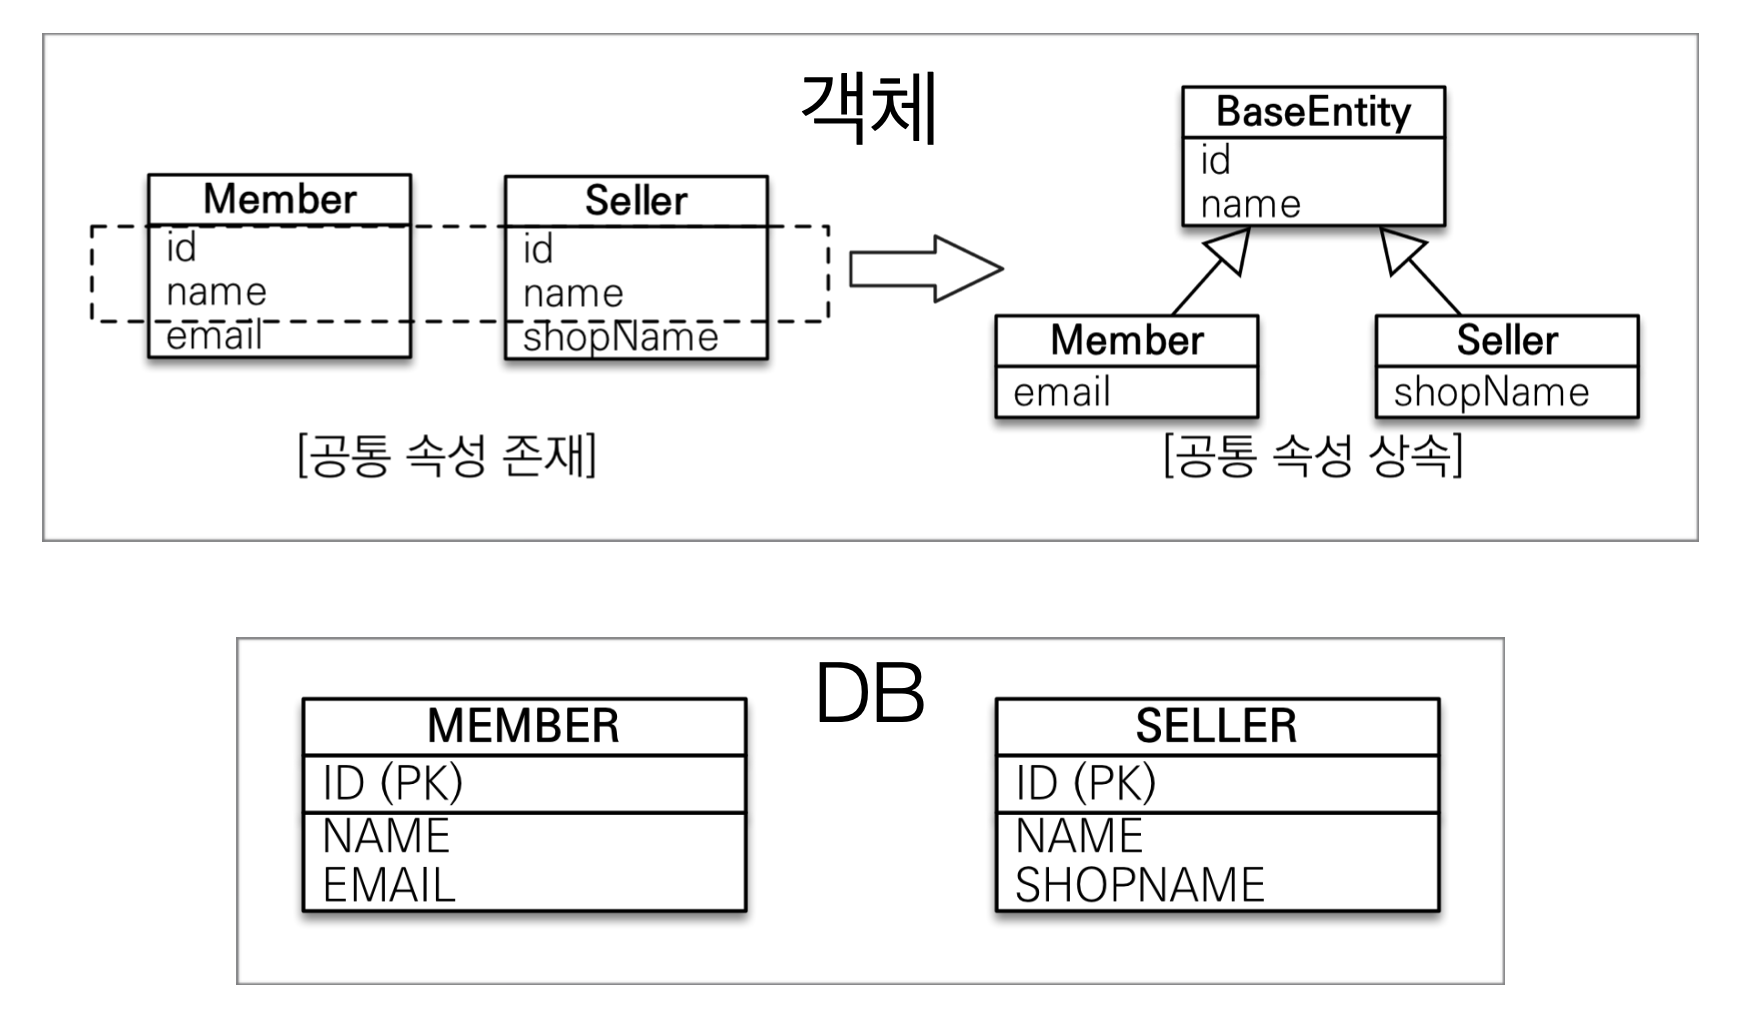 객체
Member
id
name
email
Seller
id
name
shopName
[공통 속성 존재]
BaseEntity
id
name
Member
email
Seller
shopName
[공통 속성 상속]
DB
MEMBER
ID (PK)
NAME
EMAIL
SELLER
ID (PK)
NAME
SHOPNAME